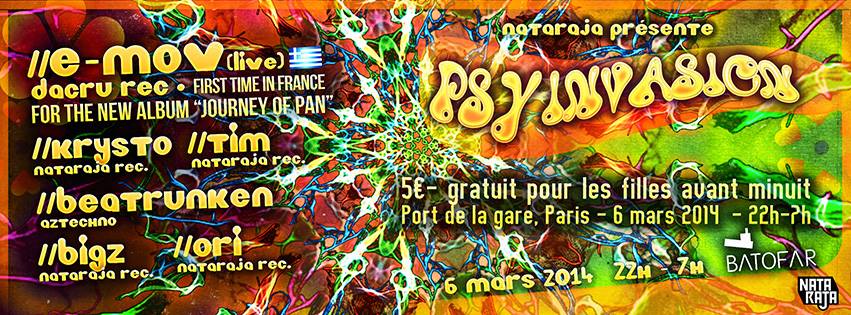 //e-mov (live)
dacru rec • FIRST TIME IN FRANCE
FOR THE NEW ALBUM "JOURNEY OF PAN"
//krysto //tim
nataraja rec. nataraja rec.
//beatrunken
aztechno
//bigz //ori
nataraja rec. nataraja rec.
nataraja présente
PSYINVASION
5€- gratuit pour les filles avant minuit
Port de la gare, Paris - 6 mars 2014 - 22h-7h
6 mars 2014 22h - 7h
BATOFAR
NATA
RAJA